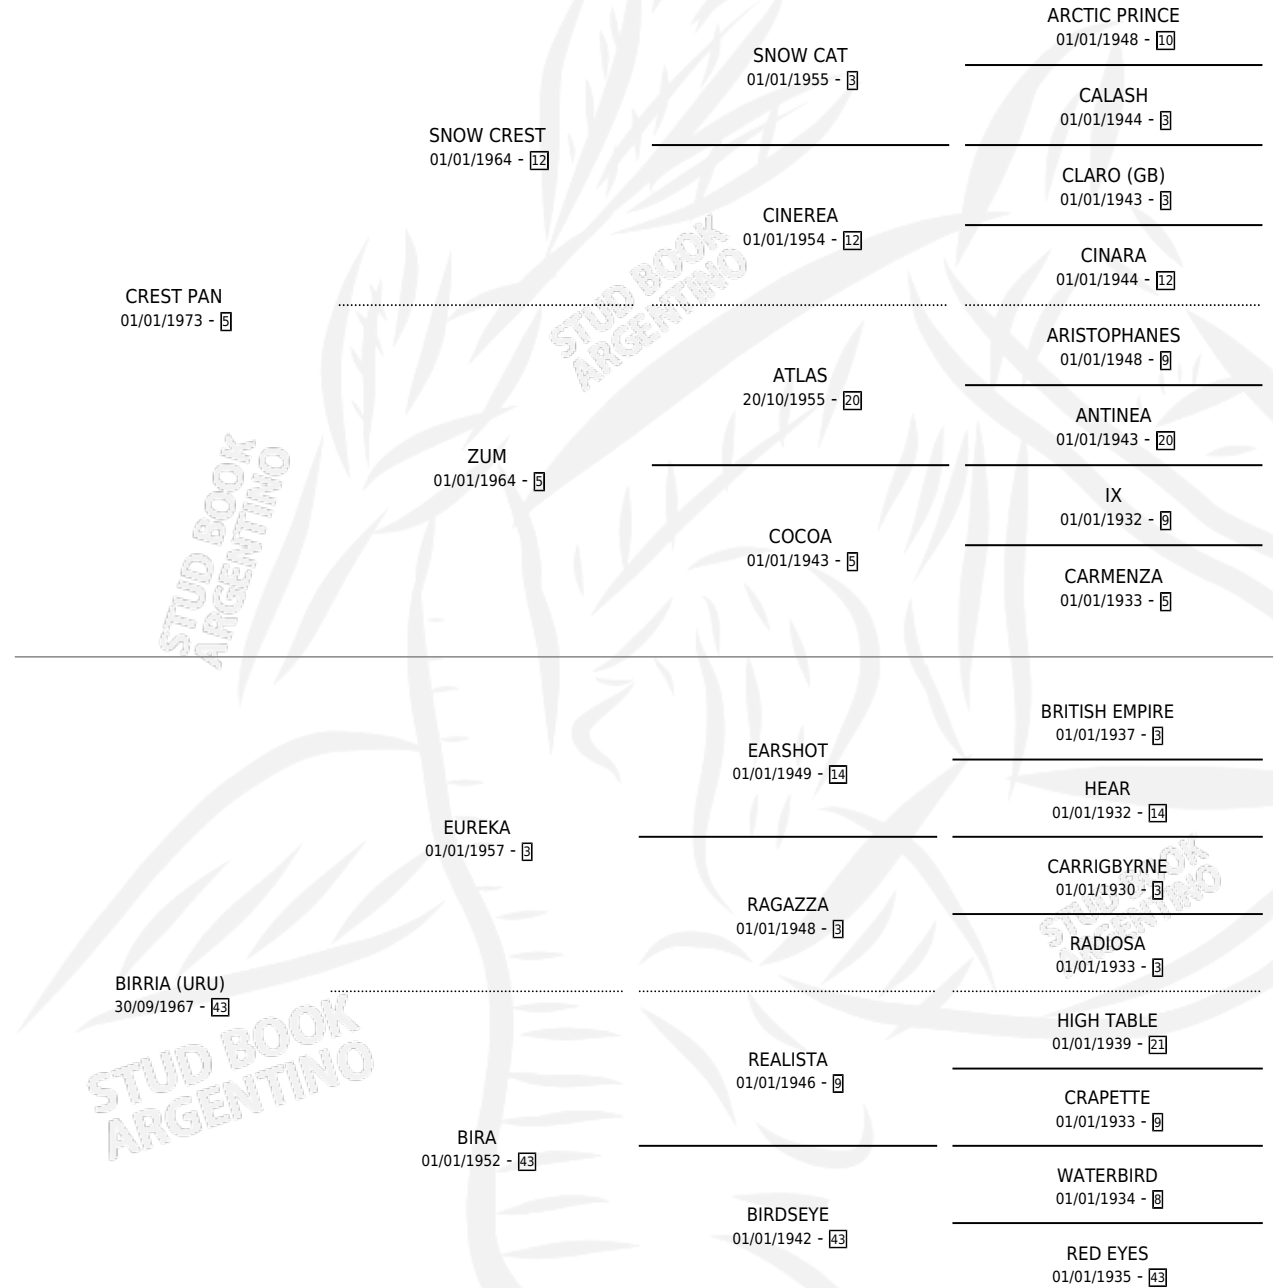 ARCTIC PRINCE
01/01/1948 - 10
SNOW CAT
01/01/1955 - 3
CALASH
01/01/1944 - 3
SNOW CREST
01/01/1964 - 12
CLARO (GB)
01/01/1943 - 3
CINEREA
01/01/1954 - 12
CINARA
01/01/1944 - 12
CREST PAN
01/01/1973 - 5
ARISTOPHANES
01/01/1948 - 9
ATLAS
20/10/1955 - 20
ANTINEA
01/01/1943 - 20
ZUM
01/01/1964 - 5
IX
01/01/1932 - 9
COCOA
01/01/1943 - 5
CARMENZA
01/01/1933 - 5
BRITISH EMPIRE
01/01/1937 - 3
EARSHOT
01/01/1949 - 14
HEAR
01/01/1932 - 14
EUREKA
01/01/1957 - 3
CARRIGBYRNE
01/01/1930 - 3
RAGAZZA
01/01/1948 - 3
RADIOSA
01/01/1933 - 3
BIRRIA (URU)
30/09/1967 - 43
HIGH TABLE
01/01/1939 - 21
REALISTA
01/01/1946 - 9
CRAPETTE
01/01/1933 - 9
BIRA
01/01/1952 - 43
WATERBIRD
01/01/1934 - 8
BIRDSEYE
01/01/1942 - 43
RED EYES
01/01/1935 - 43
STUD BOOK
ARGENTINO
STUD BOOK
ARGENTINO
STUD BOOK
ARGENTINO
STUD BOOK
ARGENTINO